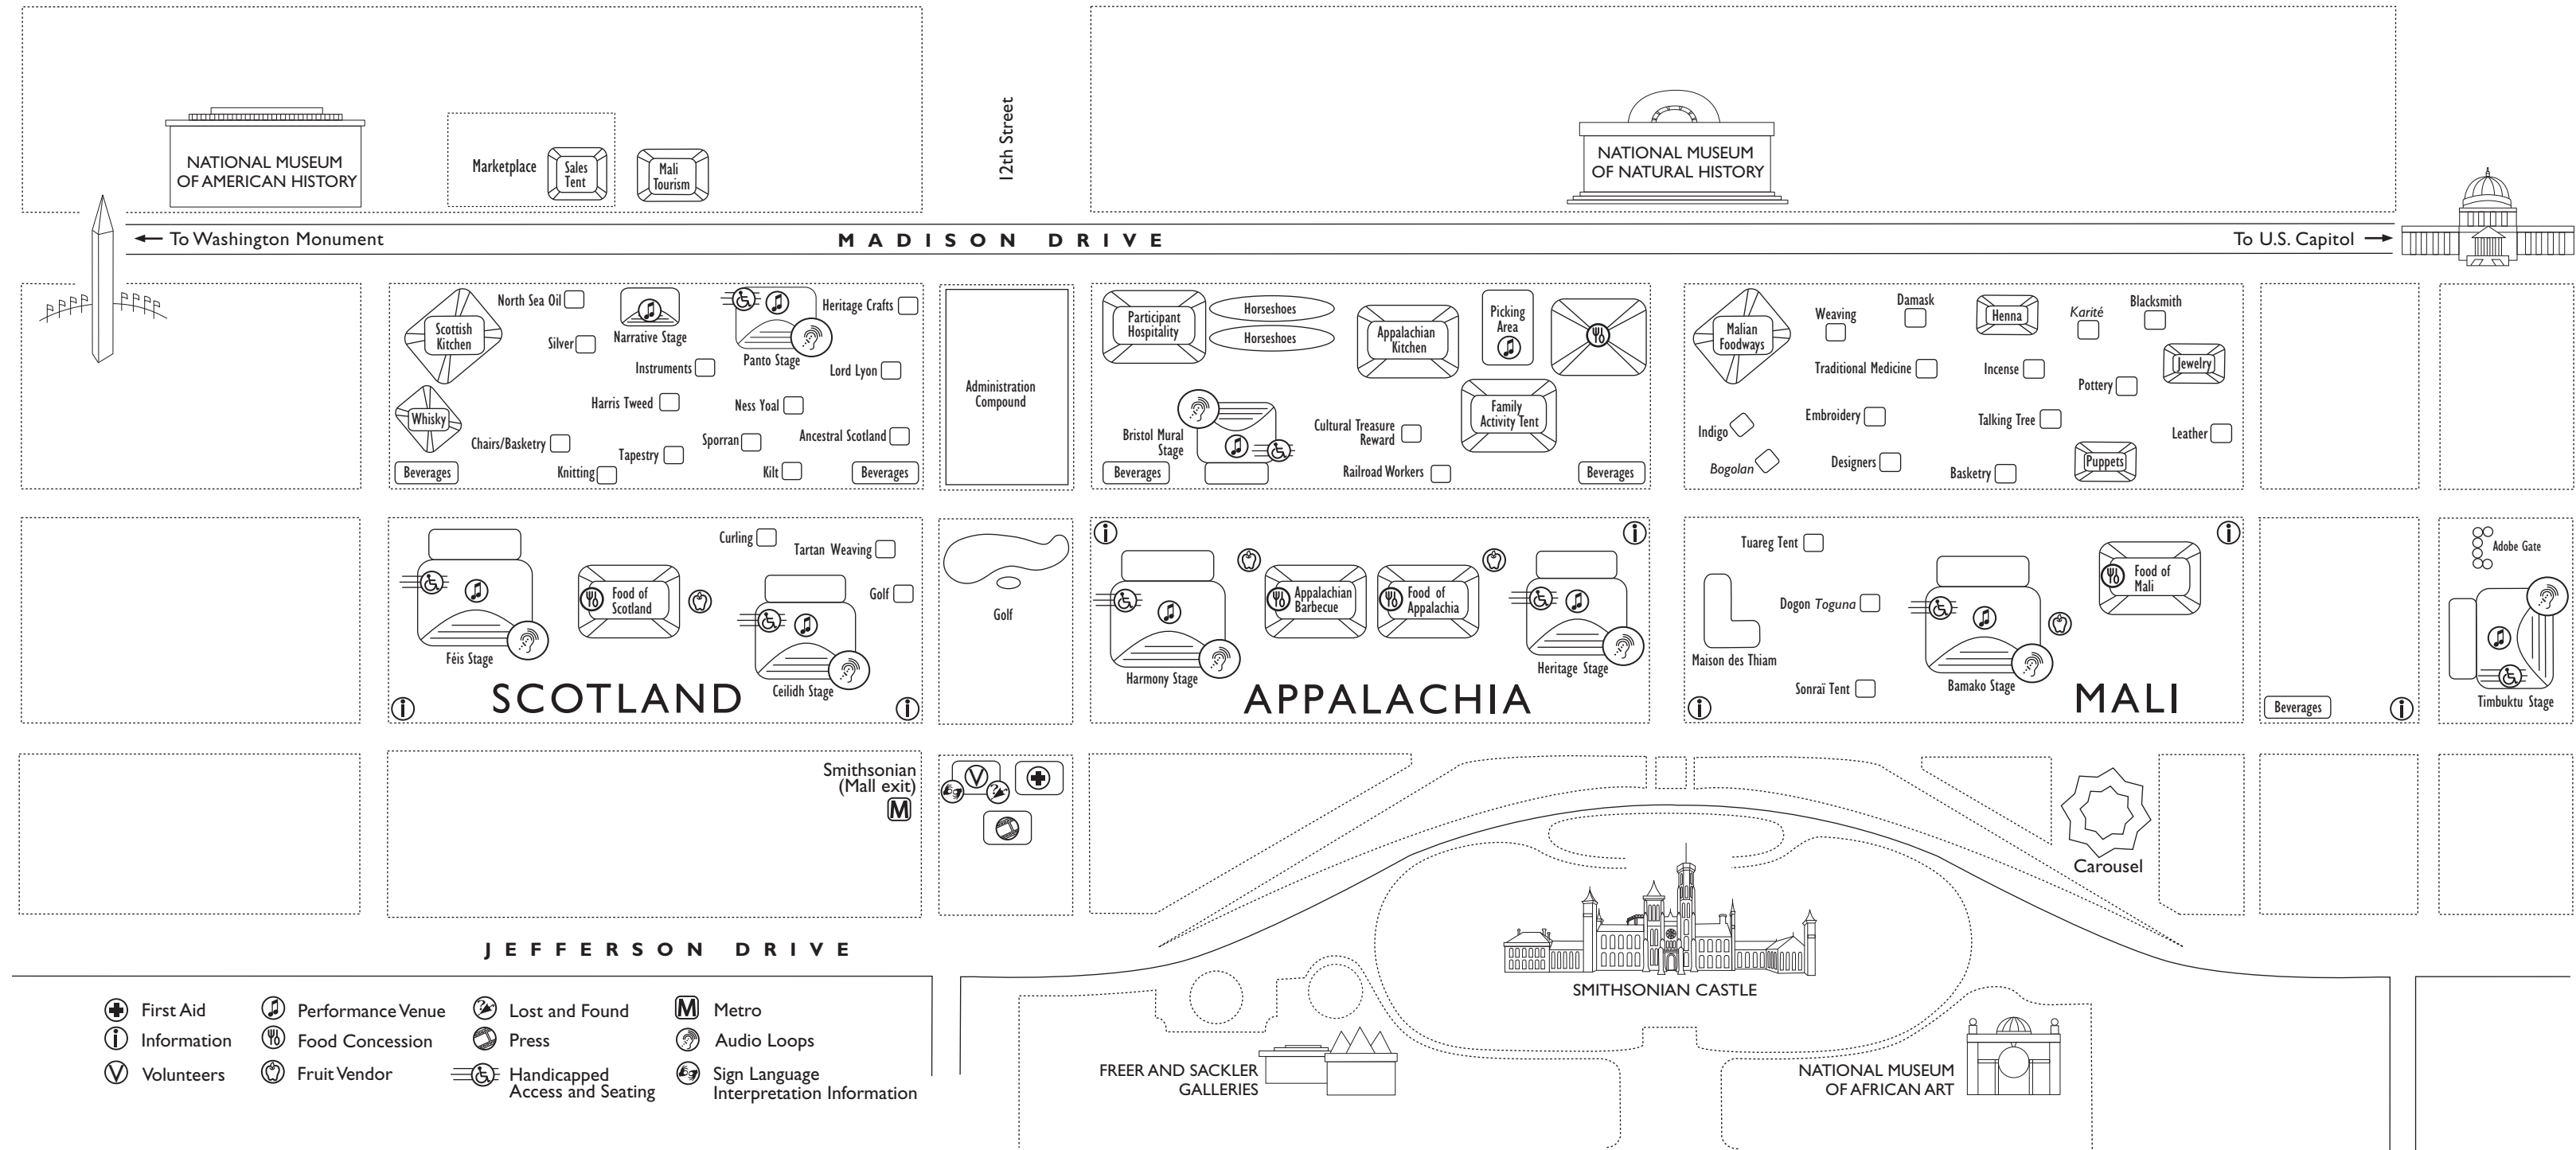 NATIONAL MUSEUM
OF AMERICAN HISTORY
Marketplace
Sales
Tent
Mali
Tourism
12th Street
NATIONAL MUSEUM
OF NATURAL HISTORY
To Washington Monument
MADISON DRIVE
To U.S. Capitol
Scottish
Kitchen
North Sea Oil
Silver
Narrative Stage
Instruments
Panto Stage
Heritage Crafts
Lord Lyon
Whisky
Harris Tweed
Ness Yoal
Chairs/Basketry
Sporran
Ancestral Scotland
Tapestry
Beverages
Knitting
Kilt
Beverages
Administration
Compound
Participant
Hospitality
Horseshoes
Horseshoes
Appalachian
Kitchen
Picking
Area
Bristol Mural
Stage
Cultural Treasure
Reward
Family
Activity Tent
Beverages
Railroad Workers
Beverages
Malian
Foodways
Weaving
Damask
Henna
Karité
Blacksmith
Traditional Medicine
Incense
Jewelry
Pottery
Indigo
Embroidery
Talking Tree
Leather
Bogolan
Designers
Basketry
Puppets
Curling
Tartan Weaving
Food of
Scotland
Golf
Féis Stage
Ceilidh Stage
SCOTLAND
Golf
Appalachian
Barbecue
Food of
Appalachia
Harmony Stage
Heritage Stage
APPALACHIA
Tuareg Tent
Dogon Toguna
Maison des Thiam
Sonraï Tent
Food of
Mali
Bamako Stage
MALI
Beverages
Adobe Gate
Timbuktu Stage
Smithsonian
(Mall exit)
M
V
Carousel
JEFFERSON DRIVE
SMITHSONIAN CASTLE
FREER AND SACKLER
GALLERIES
NATIONAL MUSEUM
OF AFRICAN ART
First Aid
i Information
V Volunteers
Performance Venue
Food Concession
Fruit Vendor
Lost and Found
Press
Handicapped
Access and Seating
M Metro
Audio Loops
Sign Language
Interpretation Information